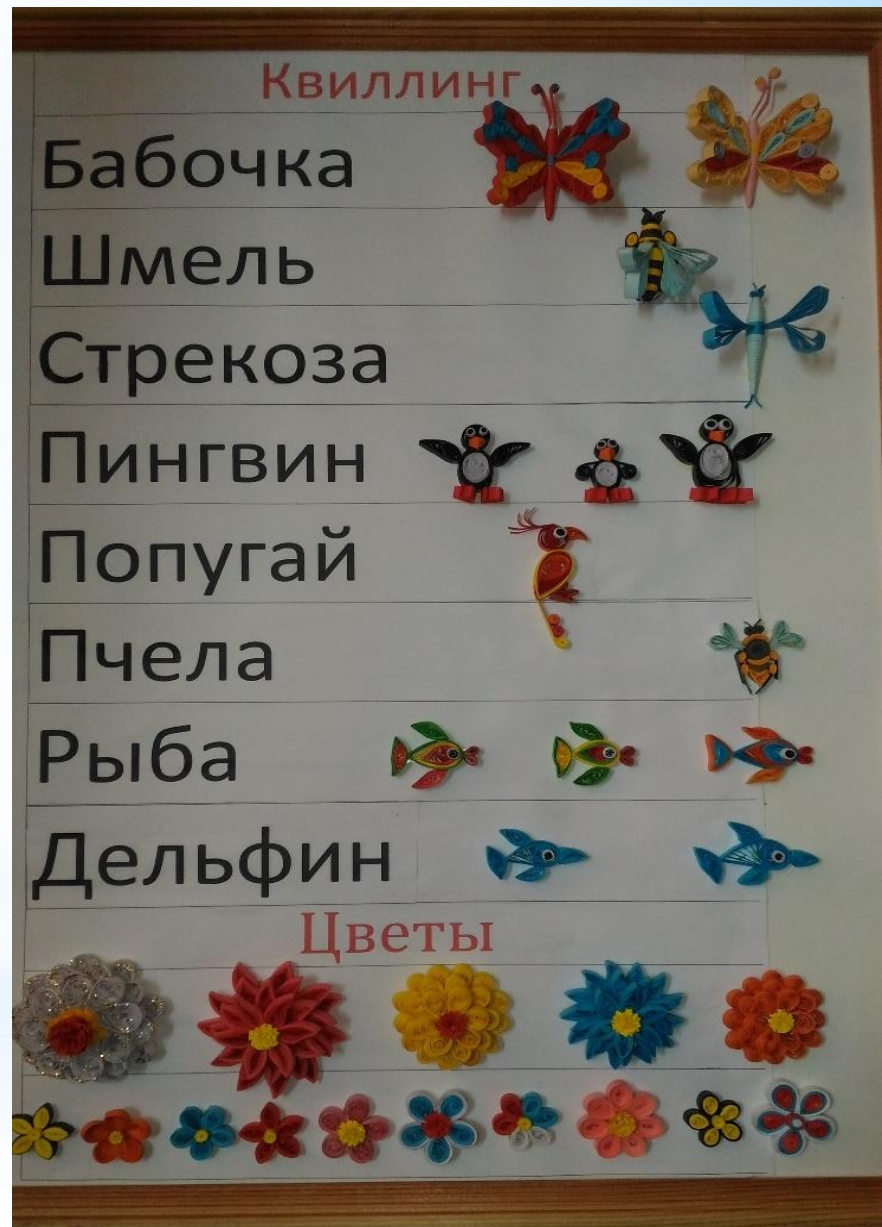 Квиллинг
Бабочка
Шмель
Стрекоза
Пингвин
Попугай
Пчела
Рыба
Дельфин
Цветы